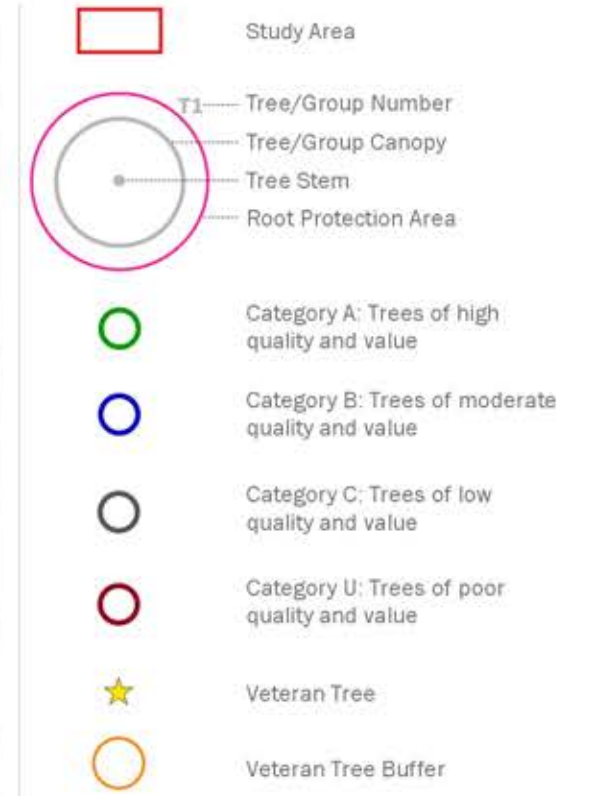 Study Area
T1
Tree/Group Number
Tree/Group Canopy
Tree Stem
Root Protection Area
Category A: Trees of high
quality and value
Category B: Trees of moderate
quality and value
Category C: Trees of low
quality and value
Category U: Trees of poor
quality and value
Veteran Tree
Veteran Tree Buffer